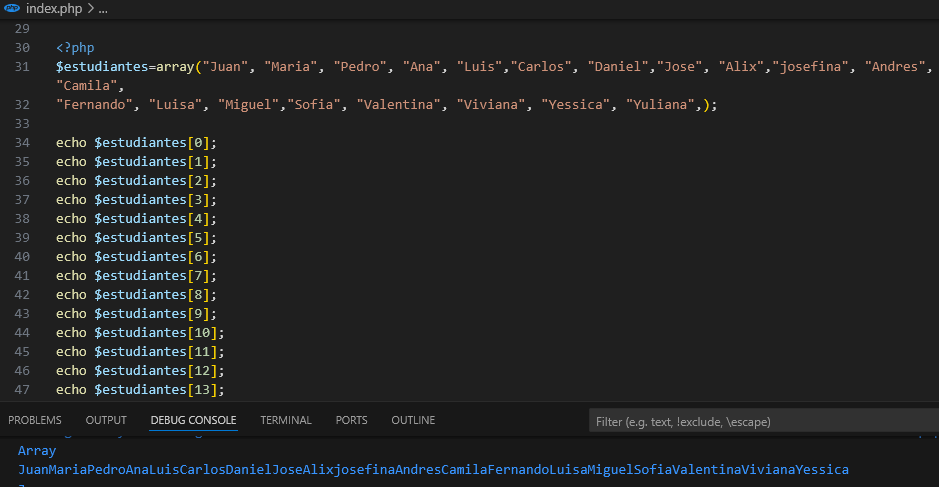 php index.php > ...
29
30 <?php
31 $estudiantes=array("Juan", "Maria", "Pedro", "Ana", "Luis","Carlos", "Daniel","Jose", "Alix","josefina", "Andres",
"Camila",
32 "Fernando", "Luisa", "Miguel","Sofia", "Valentina", "Viviana", "Yessica", "Yuliana",);
33
34 echo $estudiantes[0];
35 echo $estudiantes[1];
36 echo $estudiantes[2];
37 echo $estudiantes[3];
38 echo $estudiantes[4];
39 echo $estudiantes[5];
40 echo $estudiantes[6];
41 echo $estudiantes[7];
42 echo $estudiantes[8];
43 echo $estudiantes[9];
44 echo $estudiantes[10];
45 echo $estudiantes[11];
46 echo $estudiantes[12];
47 echo $estudiantes[13];
PROBLEMS OUTPUT DEBUG CONSOLE TERMINAL PORTS OUTLINE Filter (e.g. text, !exclude, \escape)
Array
JuanMariaPedroAnaLuisCarlosDanielJoseAlixjosefinaAndresCamilaFernandoLuisaMiguelSofiaValentinaVivianaYessica